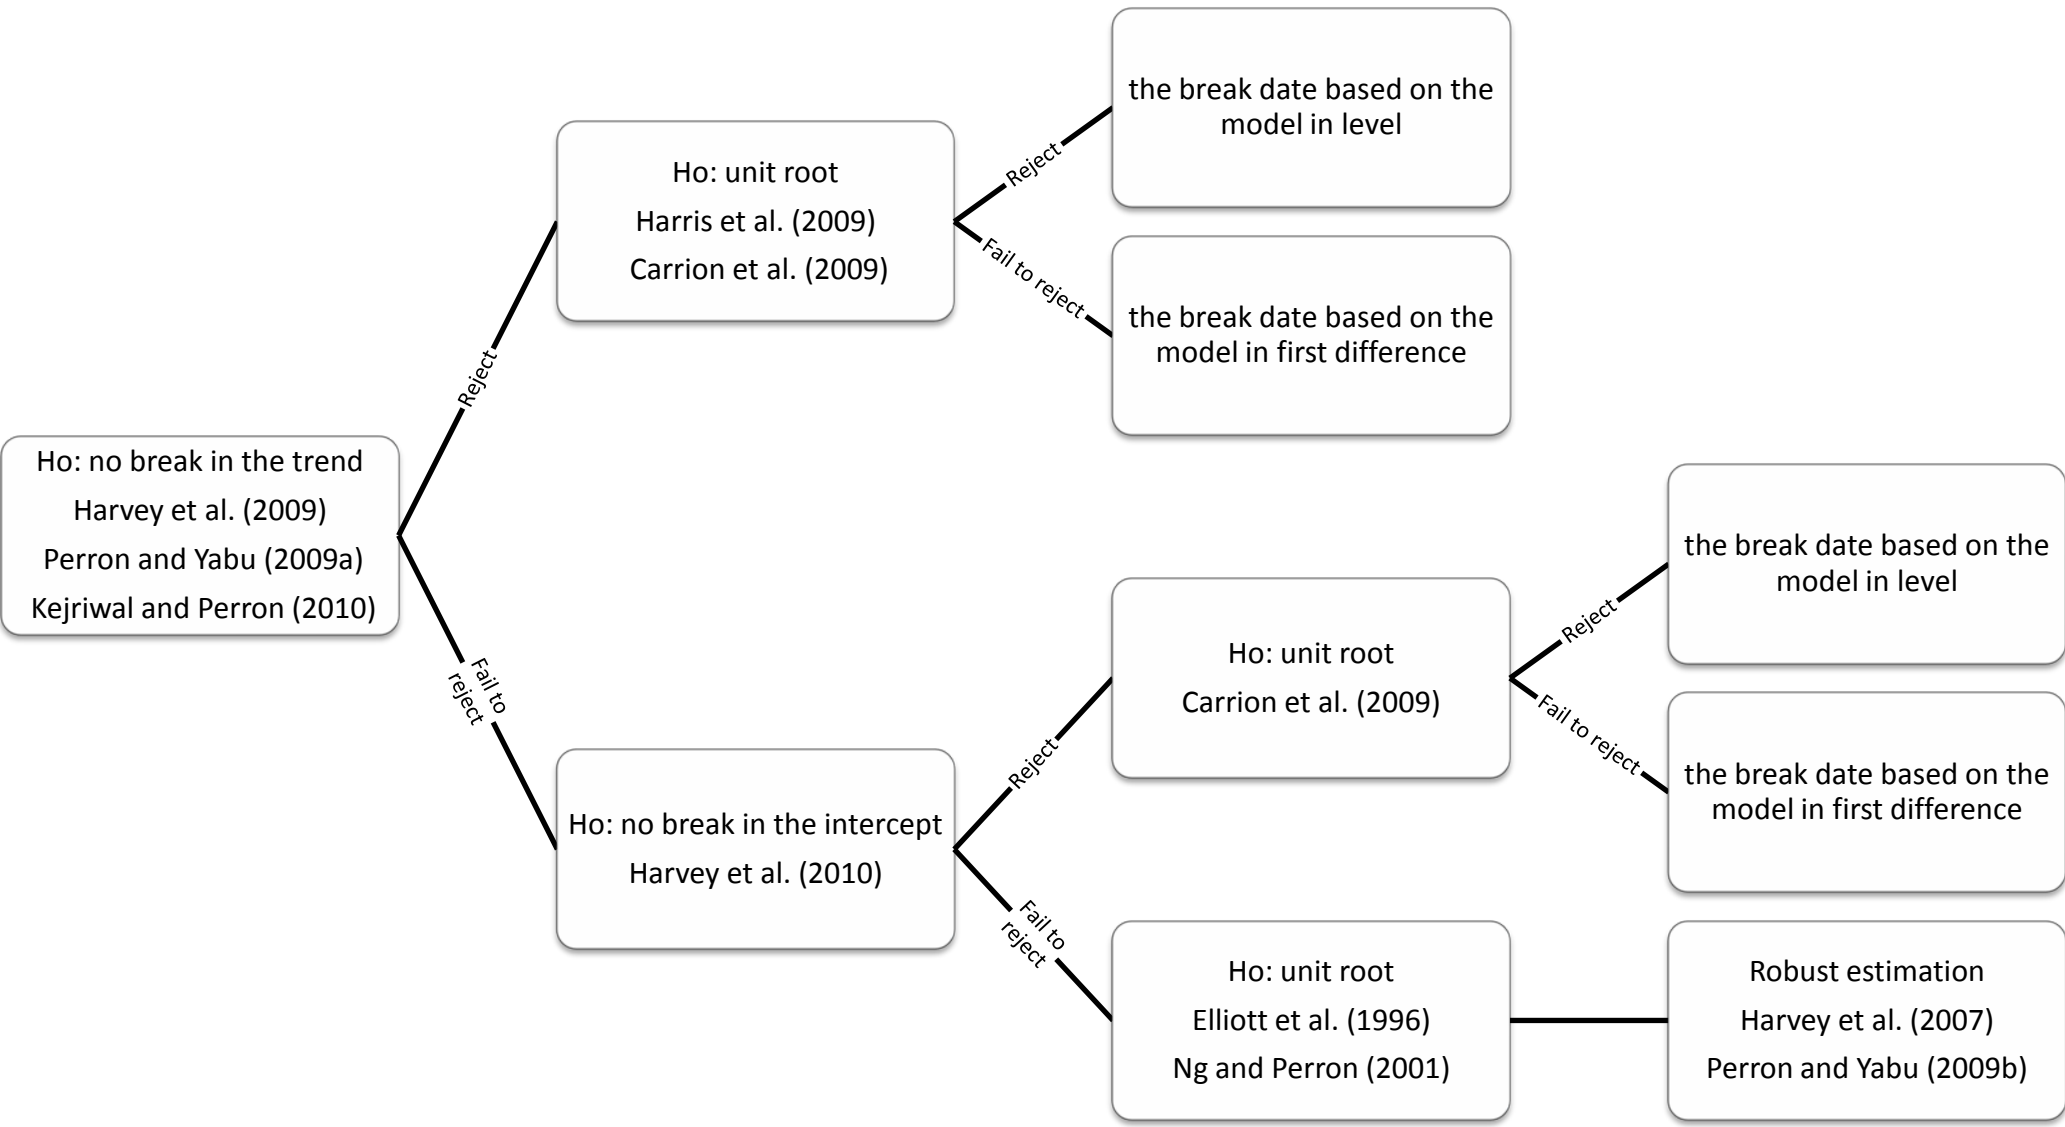 Ho: no break in the trend
Harvey et al. (2009)
Perron and Yabu (2009a)
Kejriwal and Perron (2010)
Reject
Fail to
reject
Ho: unit root
Harris et al. (2009)
Carrion et al. (2009)
Reject
Fail to reject
the break date based on the
model in level
the break date based on the
model in first difference
Ho: no break in the intercept
Harvey et al. (2010)
Reject
Fail to
reject
Ho: unit root
Carrion et al. (2009)
Reject
Fail to reject
the break date based on the
model in level
the break date based on the
model in first difference
Ho: unit root
Elliott et al. (1996)
Ng and Perron (2001)
Robust estimation
Harvey et al. (2007)
Perron and Yabu (2009b)